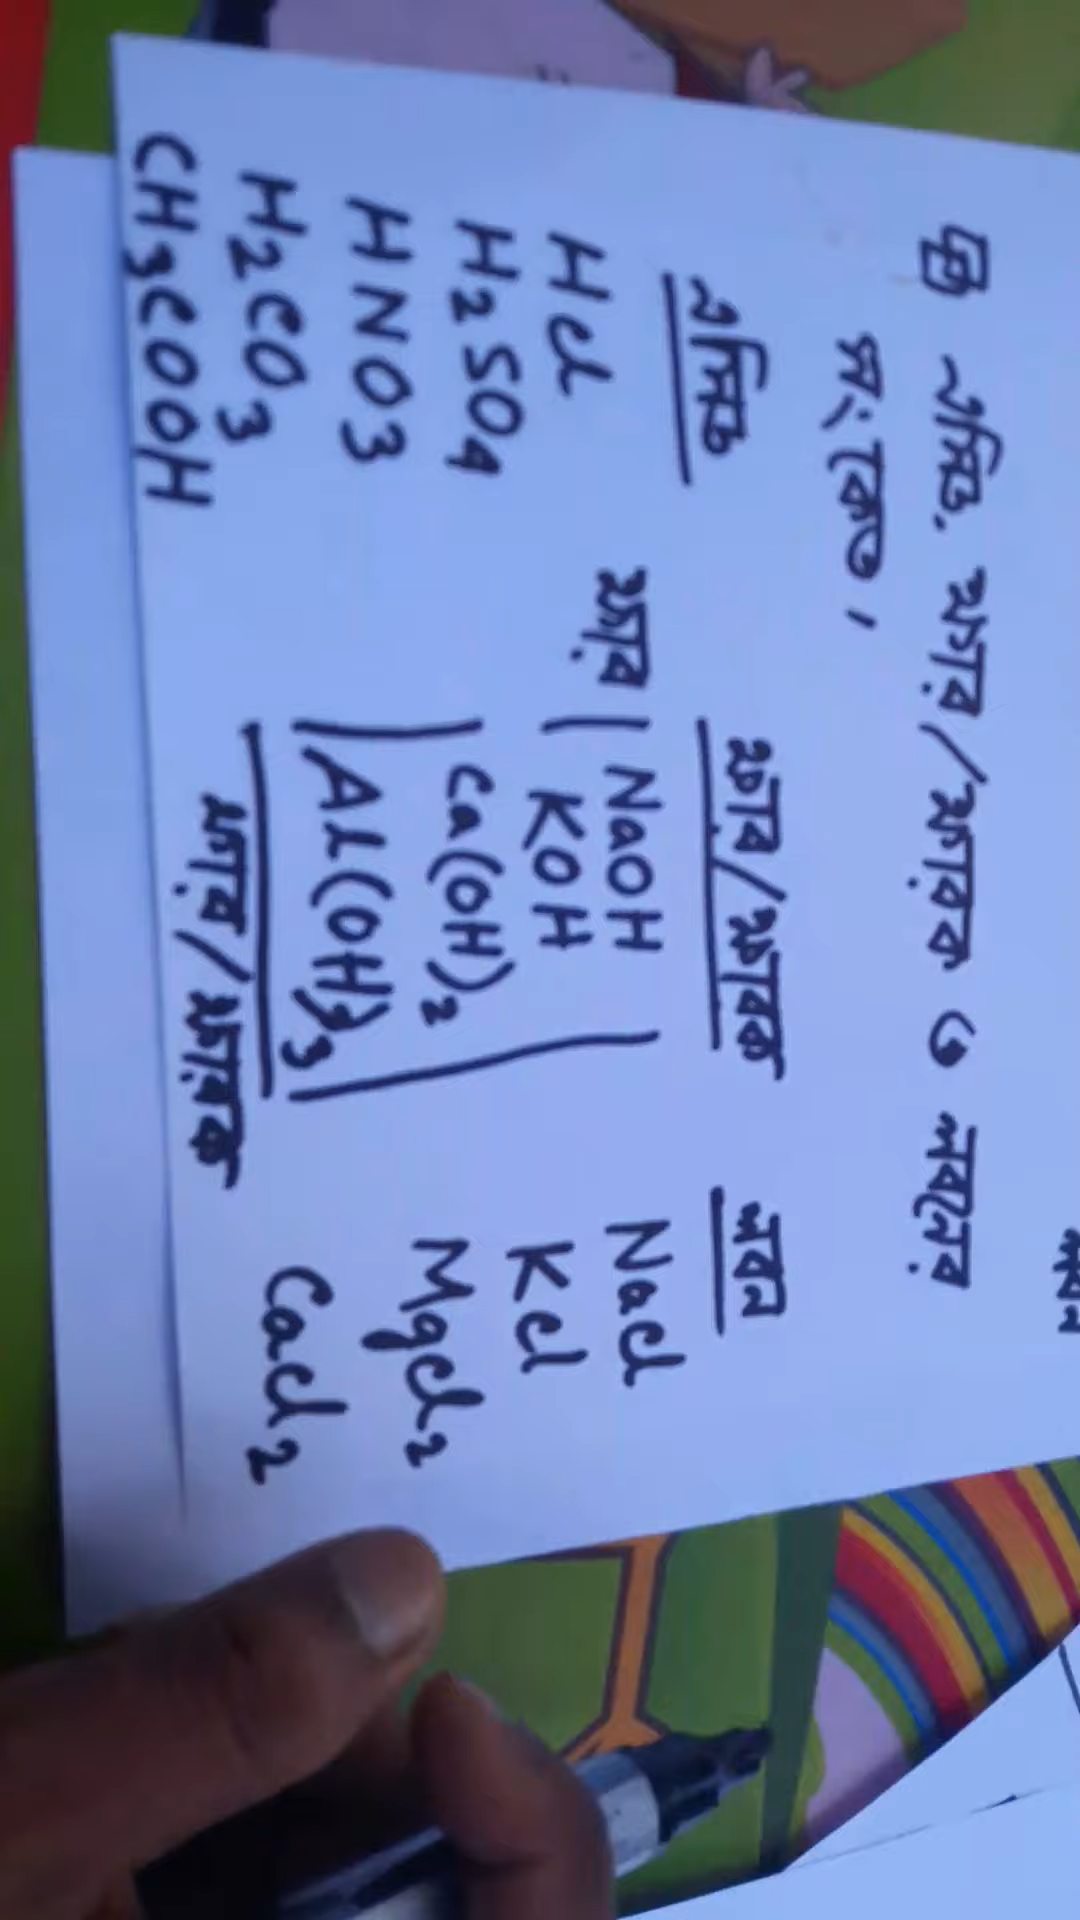 এসিড. ক্ষার/ক্ষারক ও লবনের
সংকেত,
এসিড
HCl
H2SO4
HNO3
H2CO3
CH3COOH
ক্ষার/ক্ষারক
ক্ষার | NaOH
KOH
Ca(OH)2
Al(OH)3
ক্ষার/ক্ষারক
লবন
NaCl
KCl
MgCl2
CaCl2